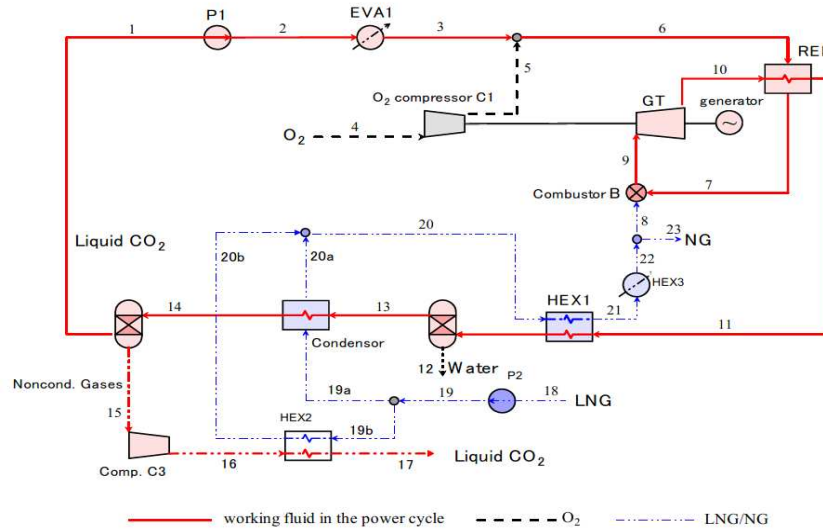 1
P1
2
EVA1
3
6
REI
5
10
O2 compressor C1
GT
generator
4
O2
9
Combustor B
7
8
23
NG
22
Liquid CO2
20
20b
20a
HEX3
14
13
HEX1
21
11
Condensor
12
Water
Noncond. Gases
19a
19
P2
18
LNG
15
HEX2
19b
Comp. C3
16
17
Liquid CO2
working fluid in the power cycle
O2
LNG/NG